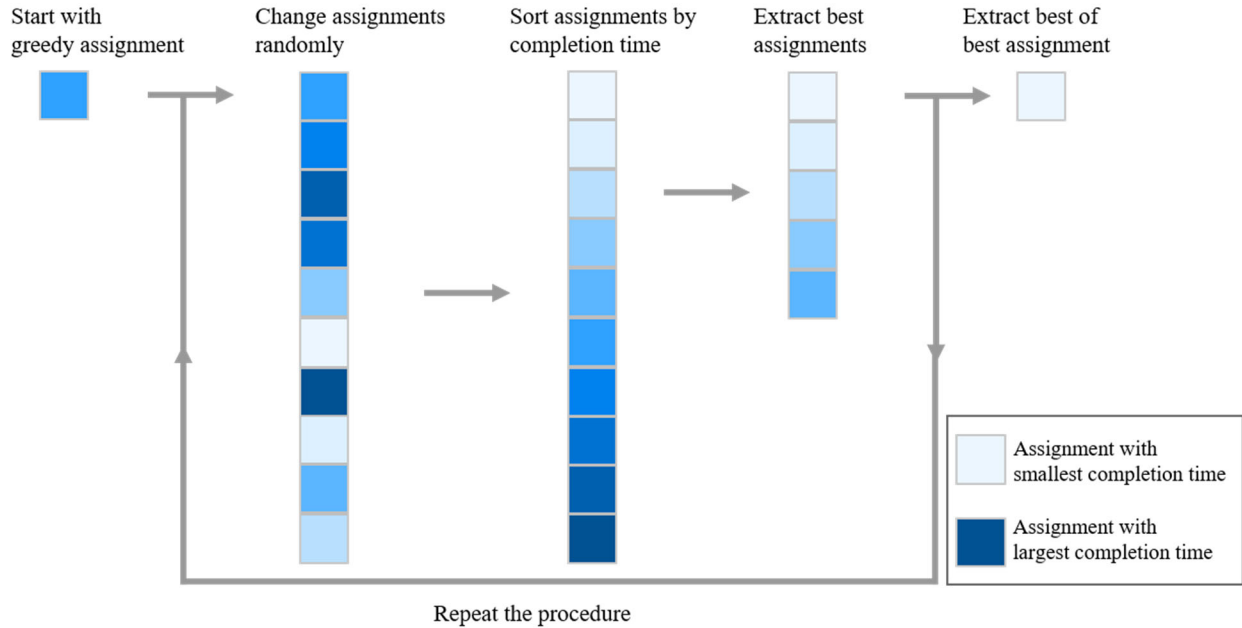 Start with
greedy assignment
Change assignments
randomly
Sort assignments by
completion time
Extract best
assignments
Extract best of
best assignment
Assignment with
smallest completion time
Assignment with
largest completion time
Repeat the procedure